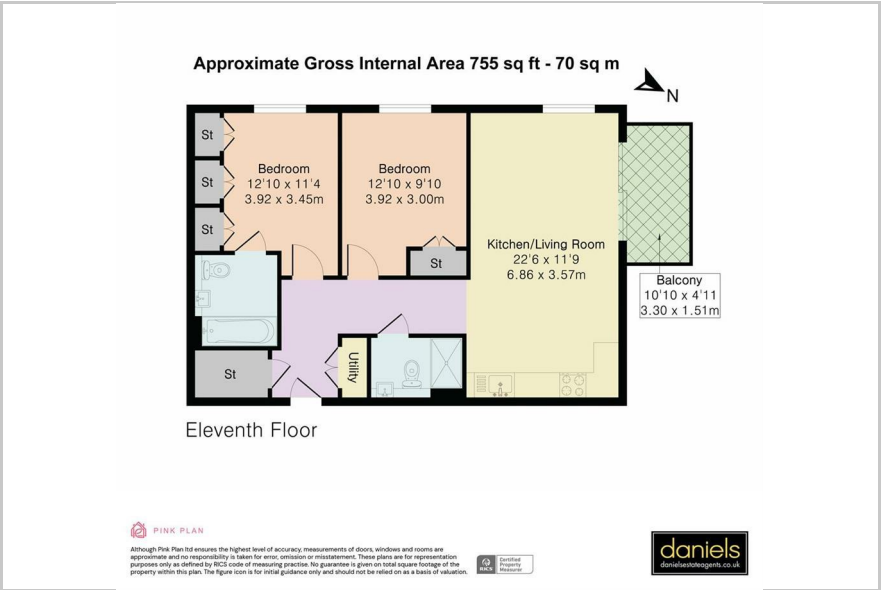 Approximate Gross Internal Area 755 sq ft - 70 sq m
N
St
St
St
Bedroom
12'10 x 11'4
3.92 x 3.45m
Bedroom
12'10 x 9'10
3.92 x 3.00m
St
Kitchen/Living Room
22'6 x 11'9
6.86 x 3.57m
Balcony
10'10 x 4'11
3.30 x 1.51m
St
Utility
Eleventh Floor
PINK PLAN
Although Pink Plan ltd ensures the highest level of accuracy, measurements of doors, windows and rooms are
approximate and no responsibility is taken for error, omission or misstatement. These plans are for representation
purposes only as defined by RICS code of measuring practise. No guarantee is given on total square footage of the
property within this plan. The figure icon is for initial guidance only and should not be relied on as a basis of valuation.
RICS
Certified
Property
Measurer
daniels
danielsestateagents.co.uk